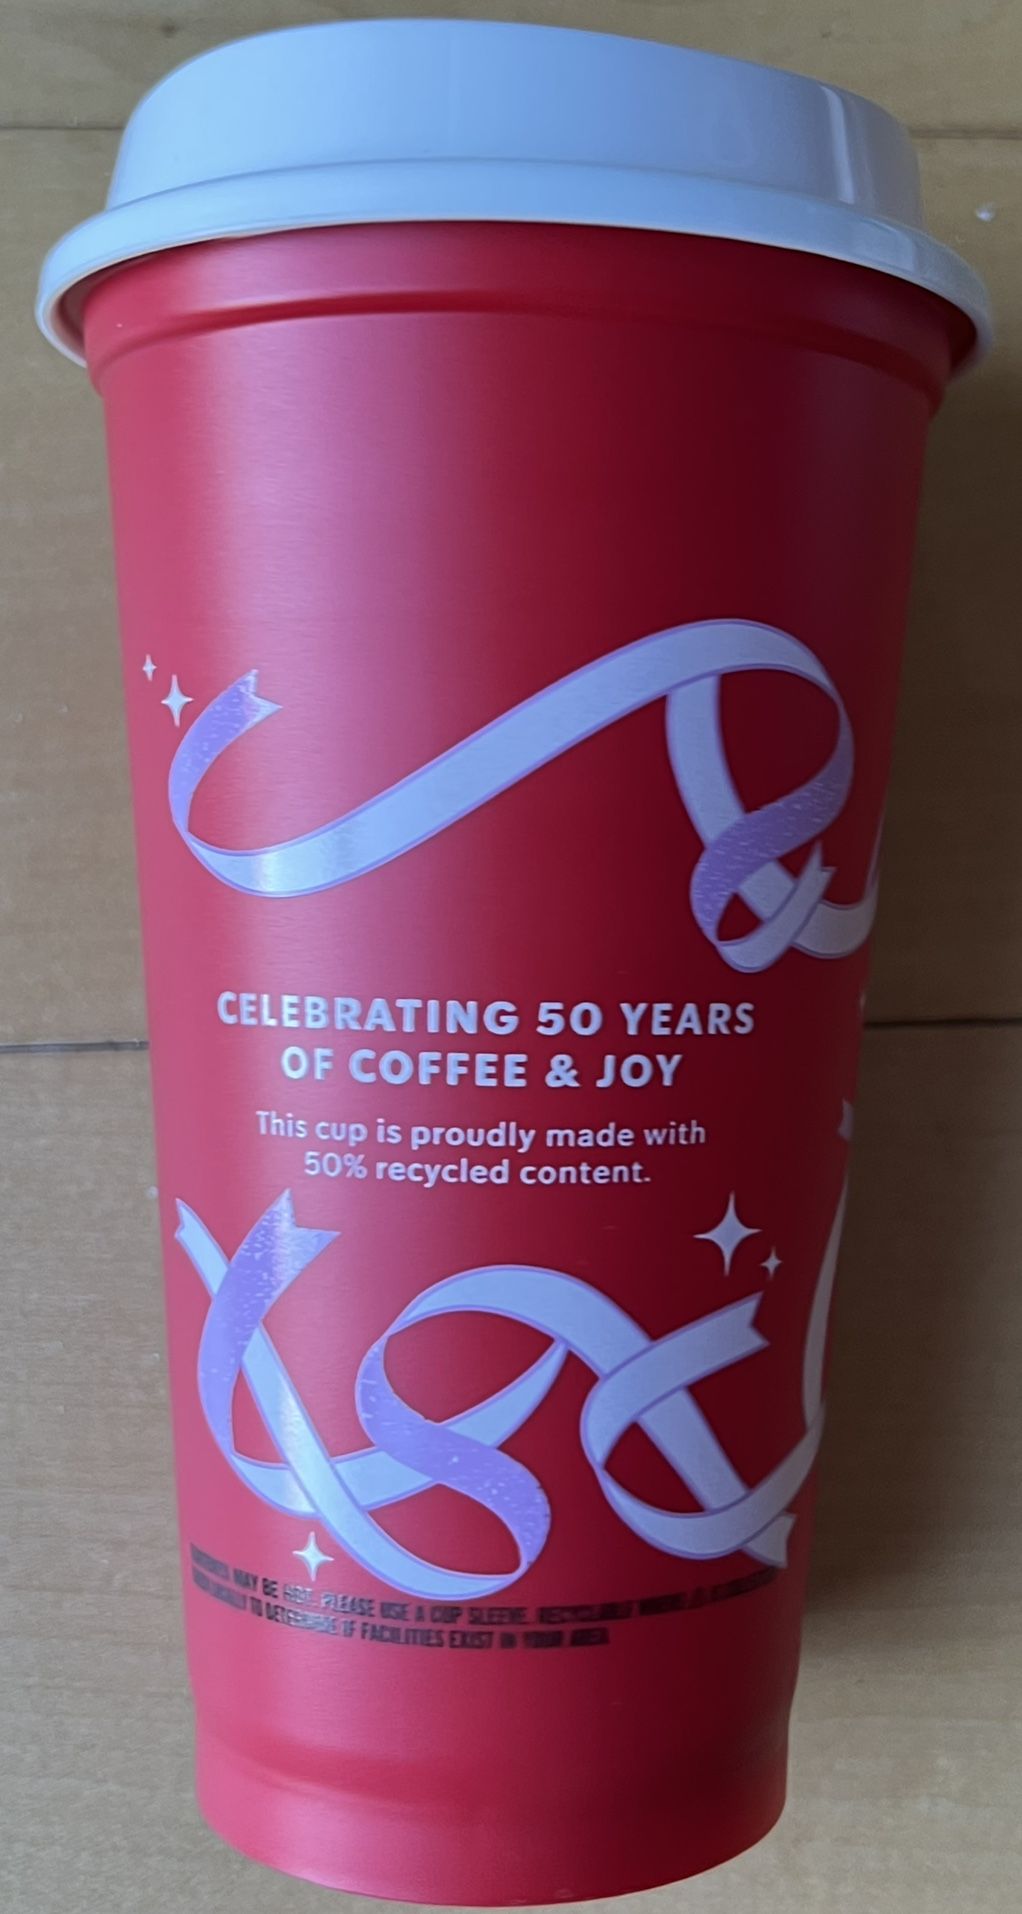 CELEBRATING 50 YEARS
OF COFFEE & JOY
This cup is proudly made with
50% recycled content.
MAY BE HOT. PLEASE USE A CUP SLEEVE. RECYCLABLE
TO DETERMINE IF FACILITIES EXIST IN YOUR AREA.